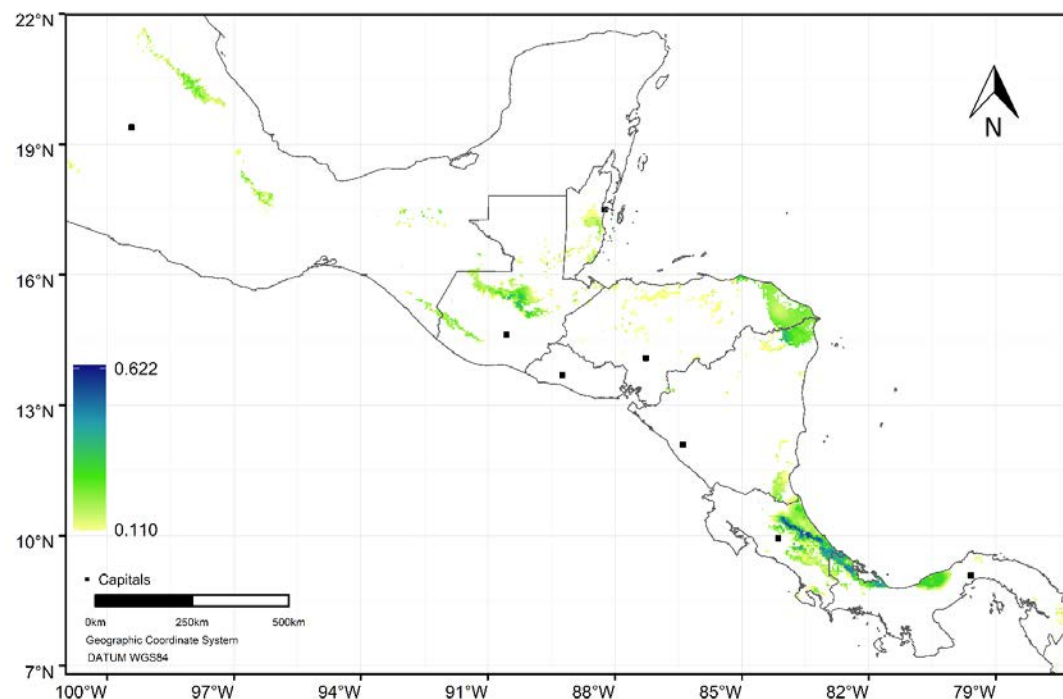 22°N
19°N
16°N
13°N
10°N
7°N
N
0.622
0.110
Capitals
0km 250km 500km
Geographic Coordinate System
DATUM WGS84
100°W 97°W 94°W 91°W 88°W 85°W 82°W 79°W